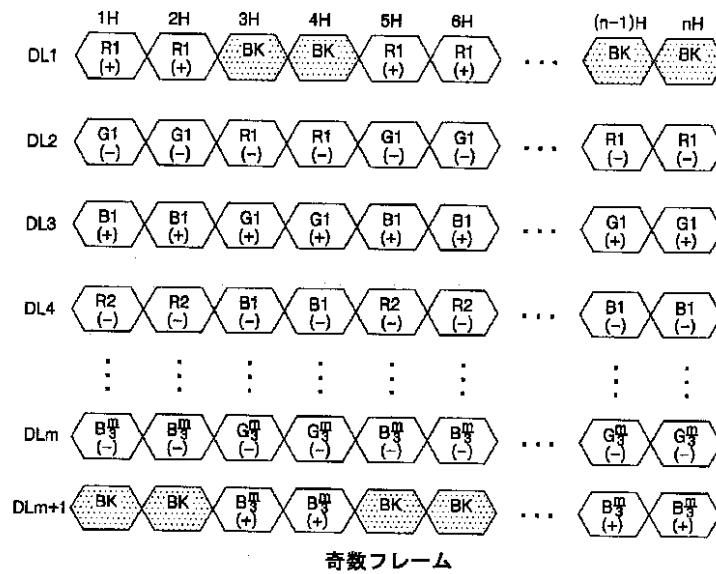 1H 2H 3H 4H 5H 6H (n-1)H nH
DL1 R1 R1 BK BK R1 R1 ... BK BK
(+) (+) (+) (+)
DL2 G1 G1 R1 R1 G1 G1 ... R1 R1
(-) (-) (-) (-) (-) (-) (-) (-)
DL3 B1 B1 G1 G1 B1 B1 ... G1 G1
(+) (+) (+) (+) (+) (+) (+) (+)
DL4 R2 R2 B1 B1 R2 R2 ... B1 B1
(-) (-) (-) (-) (-) (-) (-) (-)
DLm B m/3 B m/3 G m/3 G m/3 B m/3 B m/3 ... G m/3 G m/3
(-) (-) (-) (-) (-) (-) (-) (-)
DLm+1 BK BK B m/3 B m/3 BK BK ... B m/3 B m/3
(+) (+) (+) (+)
奇数フレーム